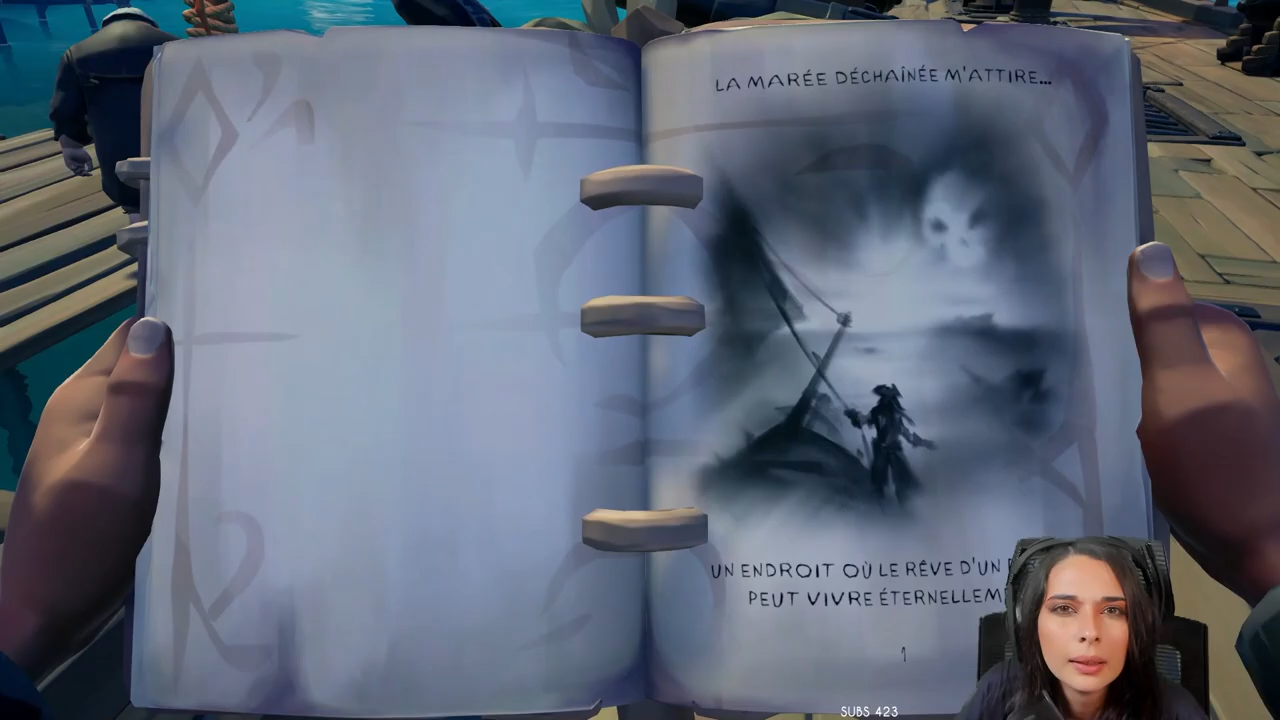 LA MARÉE DÉCHAÎNÉE M'ATTIRE...
UN ENDROIT OÙ LE RÊVE D'UN
PEUT VIVRE
1
SUBS 423